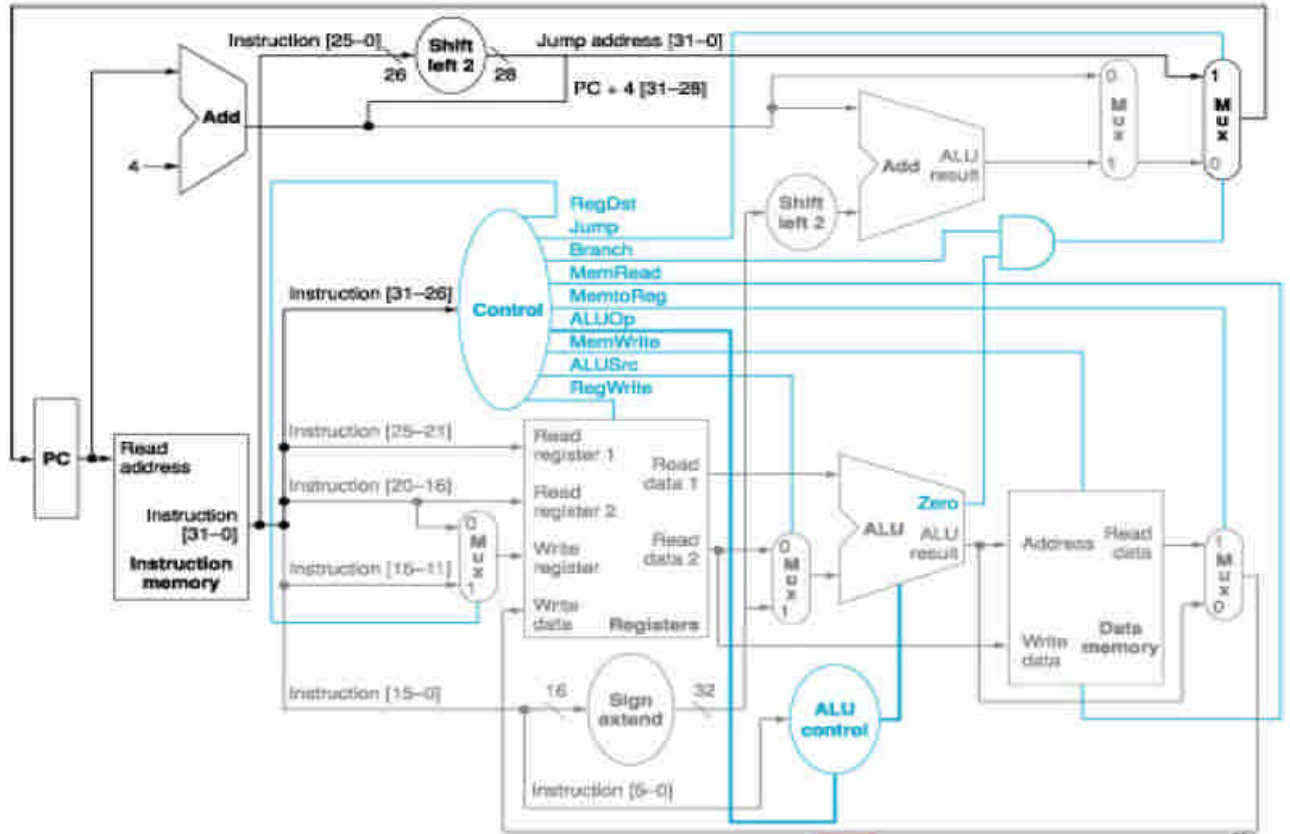 Instruction [25–0]
Shift
left 2
Jump address [31–0]
26
28
PC + 4 [31–28]
Add
4
0
M
u
x
1
1
M
u
x
0
Add
ALU
result
Shift
left 2
RegDst
Jump
Branch
MemRead
MemtoReg
ALUOp
MemWrite
ALUSrc
RegWrite
Instruction [31–26]
Control
PC
Read
address
Instruction
[31–0]
Instruction
memory
Instruction [25–21]
Instruction [20–16]
Instruction [15–11]
0
M
u
x
1
Read
register 1
Read
register 2
Write
register
Write
data
Read
data 1
Read
data 2
Registers
0
M
u
x
1
Zero
ALU
ALU
result
Address
Read
data
Write
data
Data
memory
1
M
u
x
0
Instruction [15–0]
16
Sign
extend
32
ALU
control
Instruction [5–0]